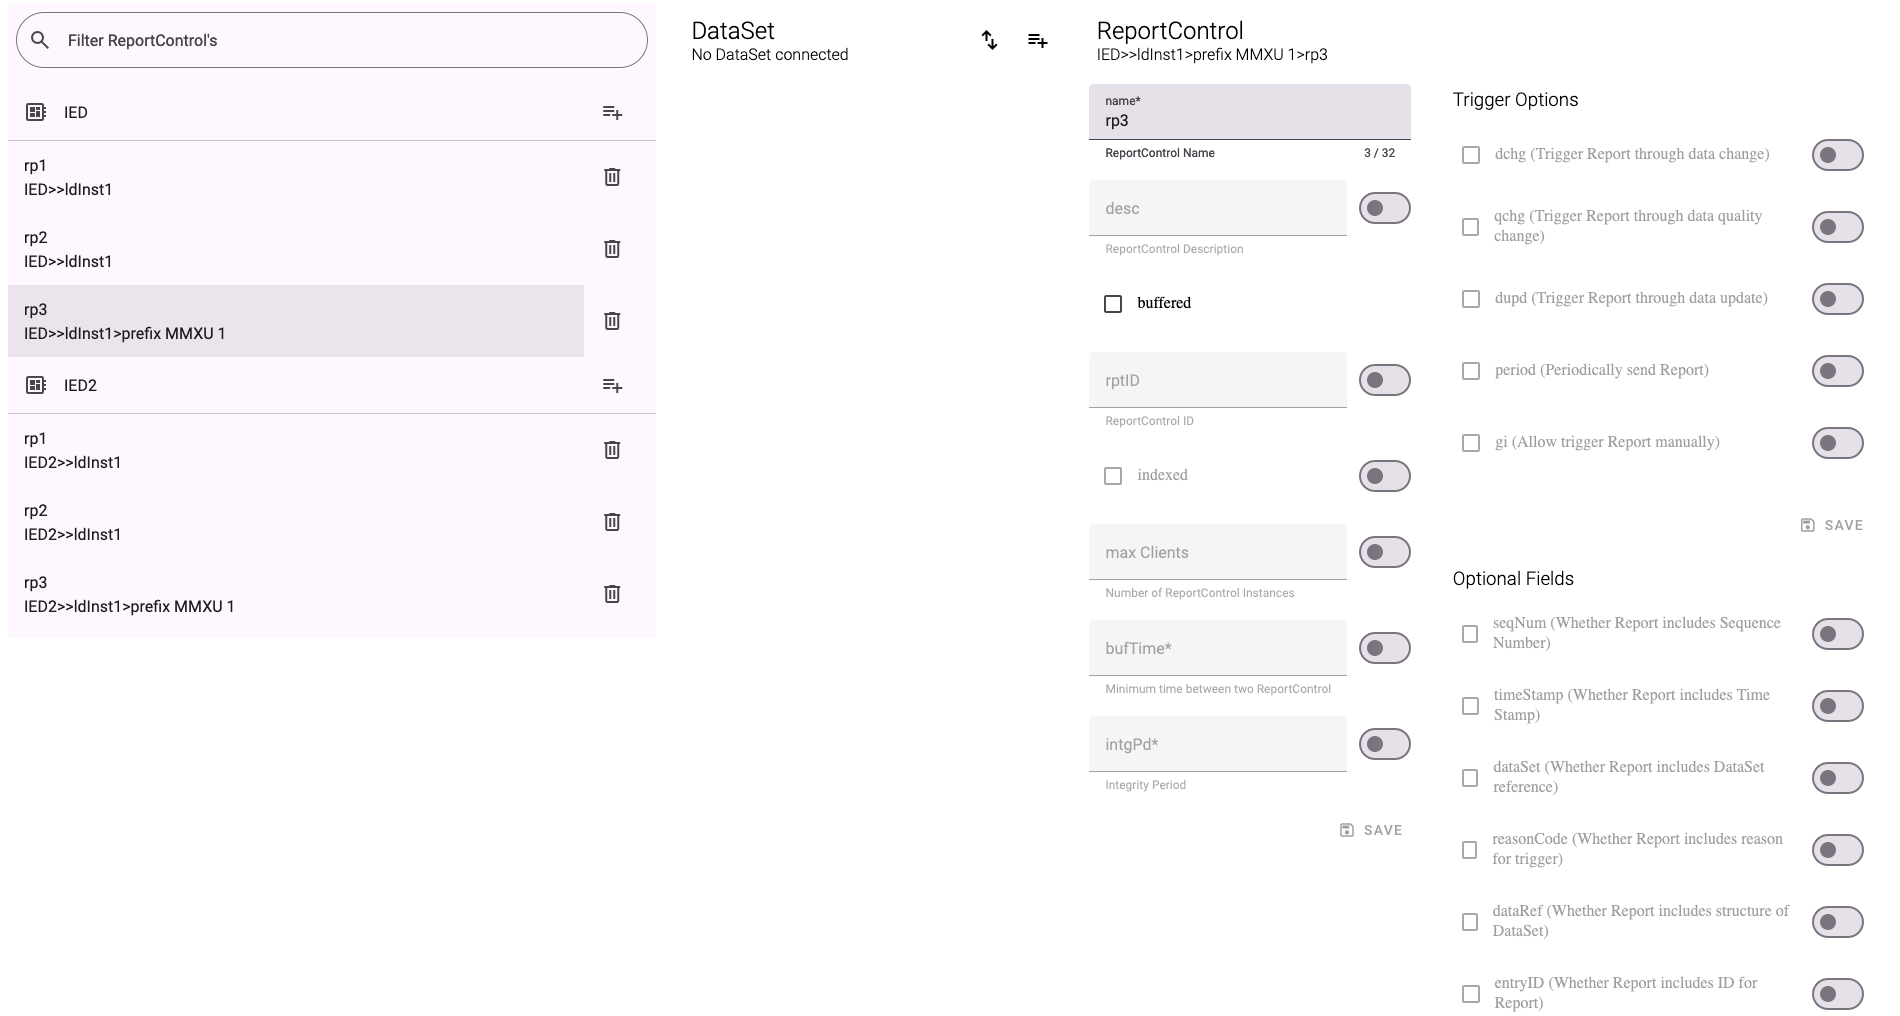 Filter ReportControl's
IED
rp1
IED>>ldInst1
rp2
IED>>ldInst1
rp3
IED>>ldInst1>prefix MMXU 1
IED2
rp1
IED2>>ldInst1
rp2
IED2>>ldInst1
rp3
IED2>>ldInst1>prefix MMXU 1
DataSet
No DataSet connected
ReportControl
IED>>ldInst1>prefix MMXU 1>rp3
name*
rp3
ReportControl Name 3 / 32
desc
ReportControl Description
buffered
rptID
ReportControl ID
indexed
max Clients
Number of ReportControl Instances
bufTime*
Minimum time between two ReportControl
intgPd*
Integrity Period
SAVE
Trigger Options
dchg (Trigger Report through data change)
qchg (Trigger Report through data quality
change)
dupd (Trigger Report through data update)
period (Periodically send Report)
gi (Allow trigger Report manually)
SAVE
Optional Fields
seqNum (Whether Report includes Sequence
Number)
timeStamp (Whether Report includes Time
Stamp)
dataSet (Whether Report includes DataSet
reference)
reasonCode (Whether Report includes reason
for trigger)
dataRef (Whether Report includes structure of
DataSet)
entryID (Whether Report includes ID for
Report)